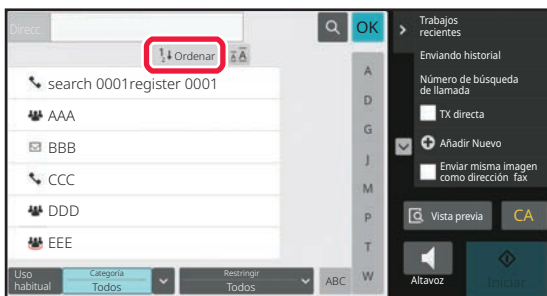 Direcc.
OK
Ordenar
search 0001register 0001
AAA
BBB
CCC
DDD
EEE
A
D
G
J
M
P
T
W
Uso
habitual
Categoría
Todos
Restringir
Todos
ABC
Trabajos
recientes
Enviando historial
Número de búsqueda
de llamada
TX directa
Añadir Nuevo
Enviar misma imagen
como dirección fax
Vista previa
CA
Altavoz
Iniciar